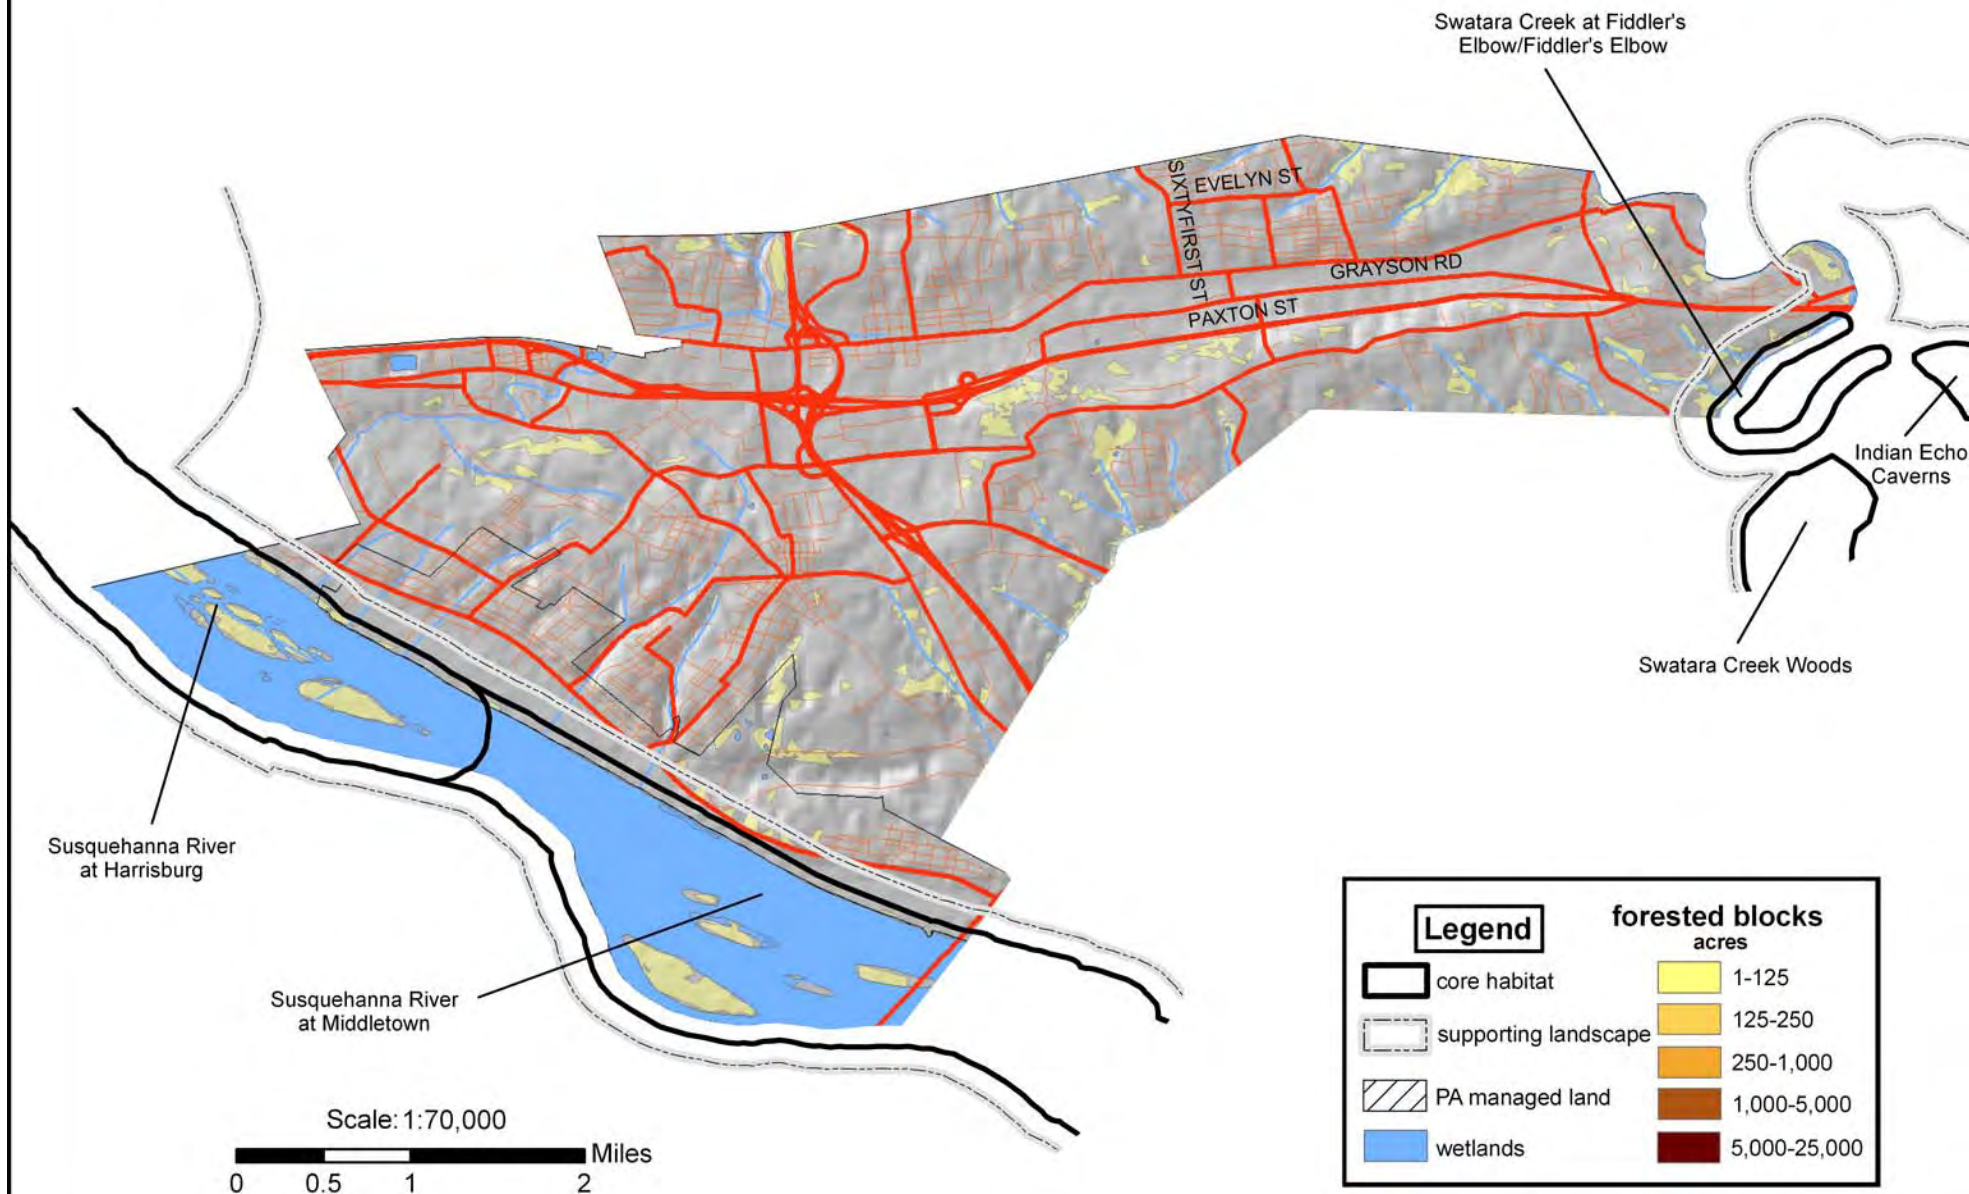 Swatara Creek at Fiddler's
Elbow/Fiddler's Elbow
SIXTYFIRST ST
EVELYN ST
GRAYSON RD
PAXTON ST
Indian Echo
Caverns
Swatara Creek Woods
Susquehanna River
at Harrisburg
Susquehanna River
at Middletown
Scale: 1:70,000
Miles
0 0.5 1 2
Legend
core habitat
supporting landscape
PA managed land
wetlands
forested blocks
acres
1-125
125-250
250-1,000
1,000-5,000
5,000-25,000